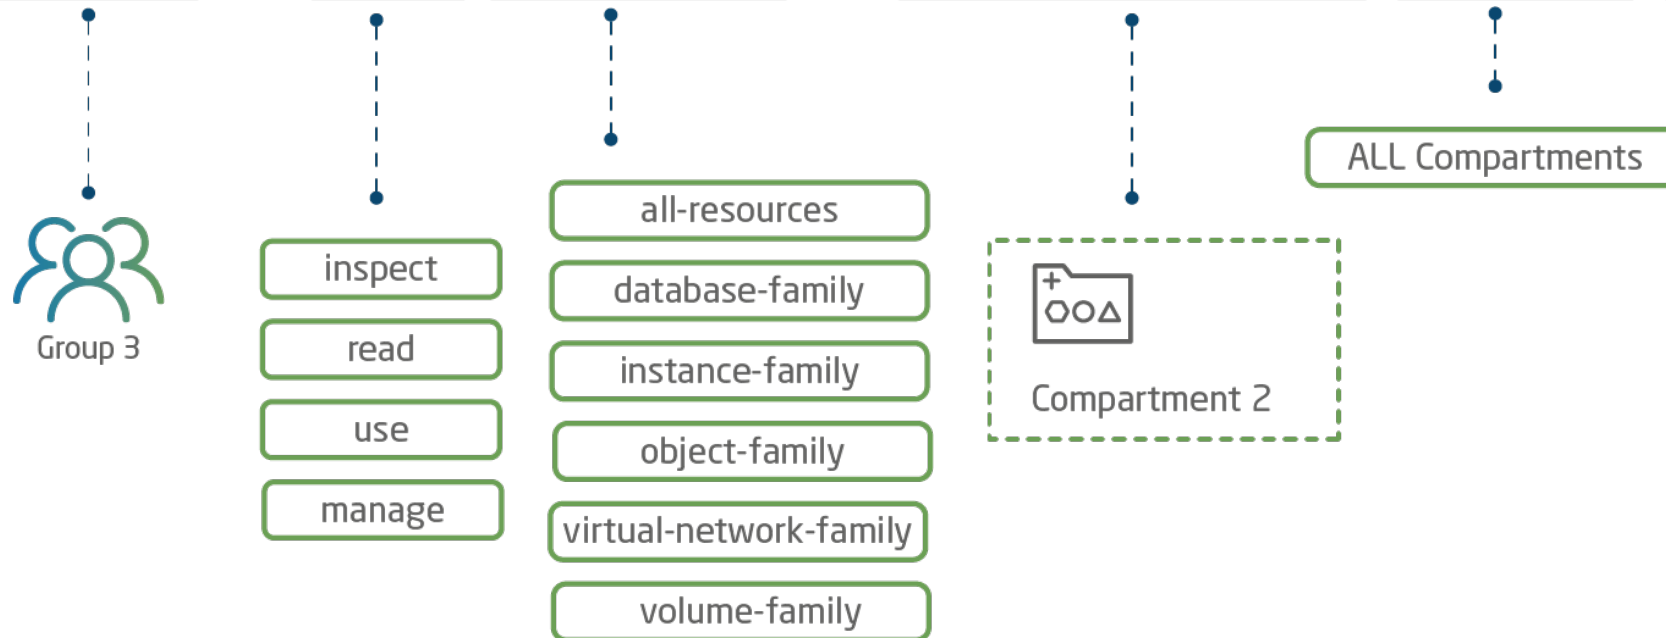 Group 3
inspect
read
use
manage
all-resources
database-family
instance-family
object-family
virtual-network-family
volume-family
Compartment 2
ALL Compartments